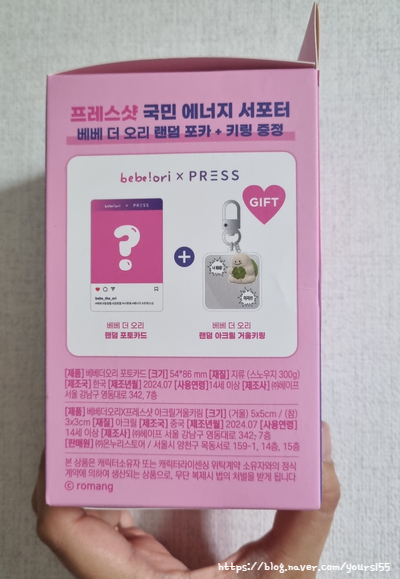 프레스샷 국민 에너지 서포터
베베 더 오리 랜덤 포카 + 키링 증정
bebe!ori × PRESS
GIFT
bebe!ori × PRESS
?
+
bebe_the_ori
베베 더 오리
랜덤 포토카드
베베 더 오리
랜덤 아크릴 거울키링
[제품] 베베더오리 포토카드 [크기] 54*86 mm [재질] 지류 (스노우지 300g)
[제조국] 한국 [제조년월] 2024.07 [사용연령] 14세 이상 [제조사] ㈜헤이프
서울 강남구 영동대로 342, 7층
[제품] 베베더오리X프레스샷 아크릴거울키링 [크기] (거울) 5x5cm / (참)
3x3cm [재질] 아크릴 [제조국] 중국 [제조년월] 2024.07 [사용연령]
14세 이상 [제조사] ㈜헤이프 서울 강남구 영동대로 342, 7층
[판매원] ㈜온누리스토어 / 서울시 양천구 목동서로 159-1, 14층, 15층
본 상품은 캐릭터소유자 또는 캐릭터라이센싱 위탁계약 소유자와의 정식
계약에 의하여 생산되는 상품으로, 무단 복제시 법의 처벌을 받게 됩니다
ⓒ romang
https://blog.naver.com/yours155